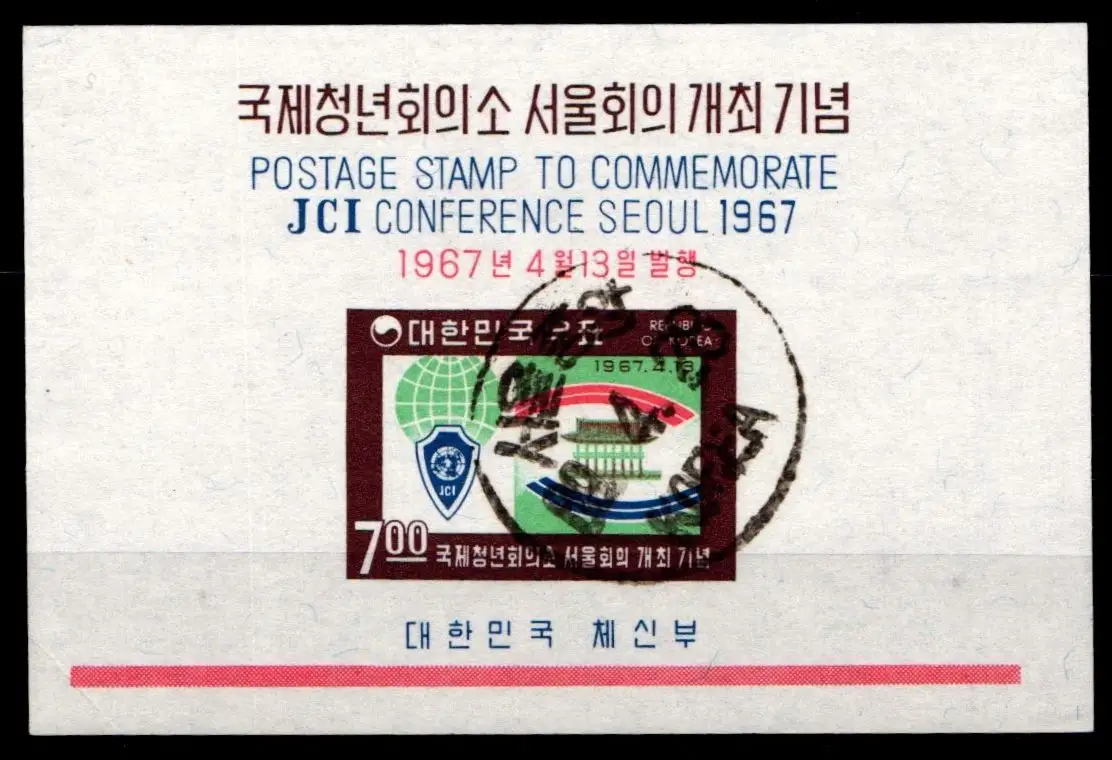 국제청년회의소 서울회의 개최 기념
POSTAGE STAMP TO COMMEMORATE
JCI CONFERENCE SEOUL 1967
1967년 4월 13일 발행
대한민국우표
REPUBLIC
OF KOREA
1967.4.13
JCI
7⁰⁰
국제청년회의소 서울회의 개최 기념
대한민국 체신부
KOREA